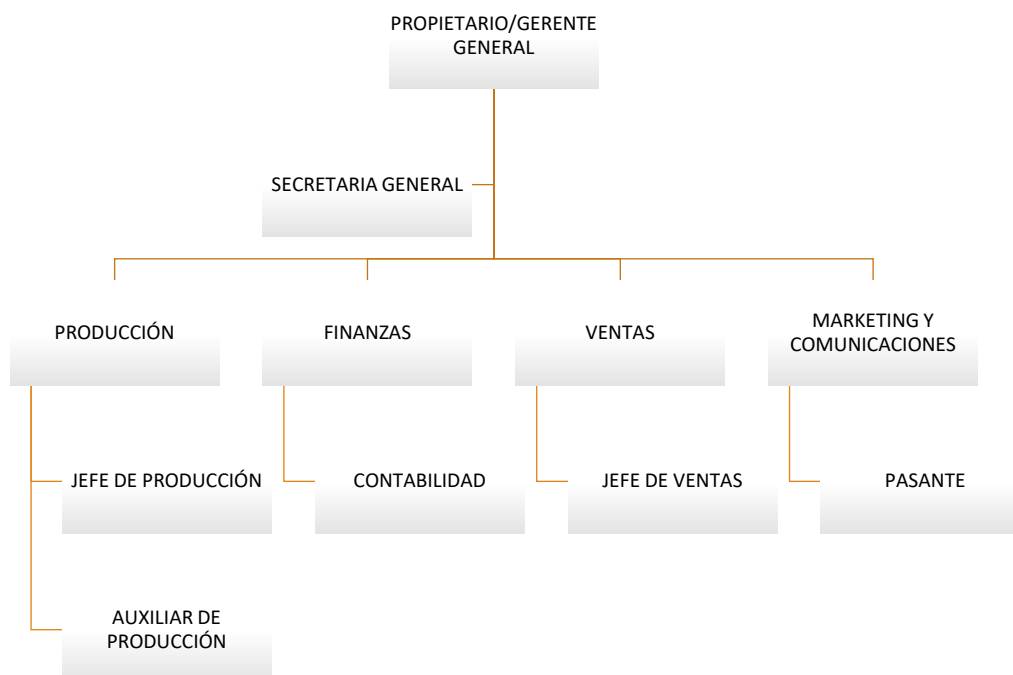 PROPIETARIO/GERENTE
GENERAL
SECRETARIA GENERAL
PRODUCCIÓN
FINANZAS
VENTAS
MARKETING Y
COMUNICACIONES
JEFE DE PRODUCCIÓN
CONTABILIDAD
JEFE DE VENTAS
PASANTE
AUXILIAR DE
PRODUCCIÓN